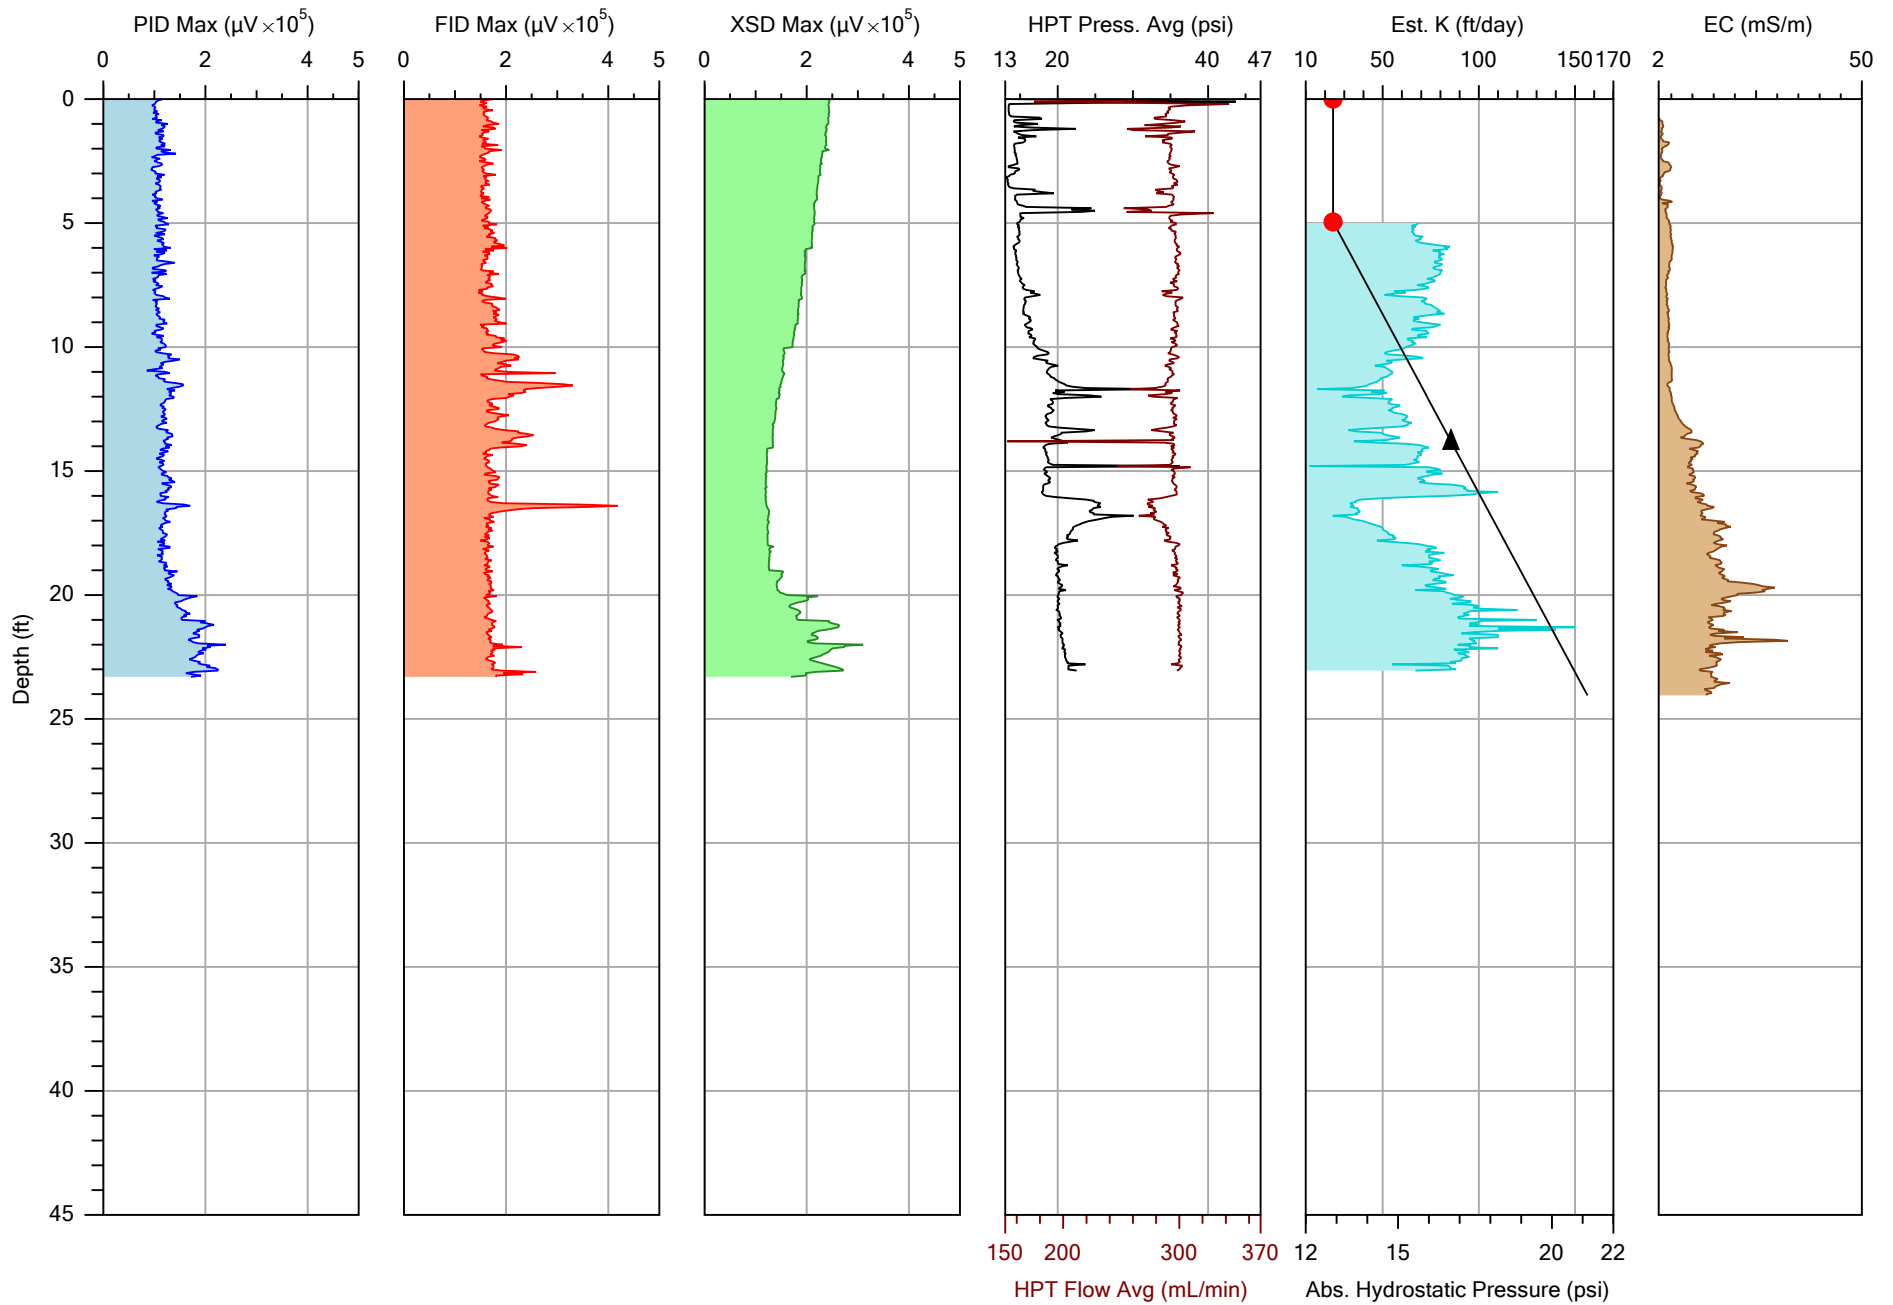 PID Max (µV ×10⁵) FID Max (µV ×10⁵) XSD Max (µV ×10⁵) HPT Press. Avg (psi) Est. K (ft/day) EC (mS/m)
0 2 4 5 0 2 4 5 0 2 4 5 13 20 40 47 10 50 100 150 170 2 50
0
5
10
15
20
25
30
35
40
45
Depth (ft)
150 200 300 370 12 15 20 22
HPT Flow Avg (mL/min) Abs. Hydrostatic Pressure (psi)